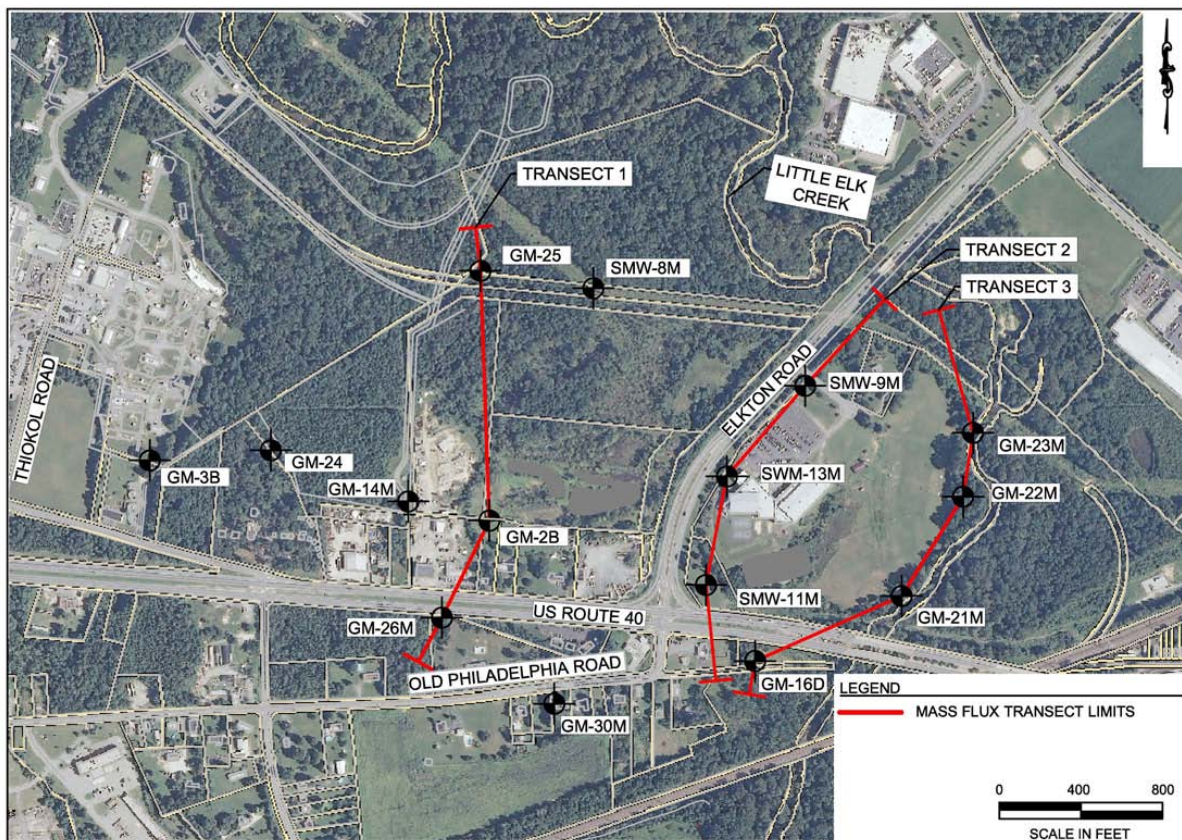 TRANSECT 1
LITTLE ELK
CREEK
GM-25
SMW-8M
TRANSECT 2
TRANSECT 3
THIOKOL ROAD
ELKTON ROAD
SMW-9M
GM-3B
GM-24
GM-14M
SWM-13M
GM-23M
GM-22M
GM-2B
SMW-11M
GM-21M
US ROUTE 40
GM-26M
OLD PHILADELPHIA ROAD
GM-16D
GM-30M
LEGEND
MASS FLUX TRANSECT LIMITS
0 400 800
SCALE IN FEET